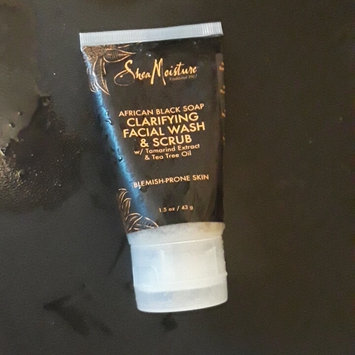 SheaMoisture
AFRICAN BLACK SOAP
CLARIFYING
FACIAL WASH
& SCRUB
w/ Tamarind Extract
& Tea Tree Oil
BLEMISH-PRONE SKIN
1.5 oz / 43 g